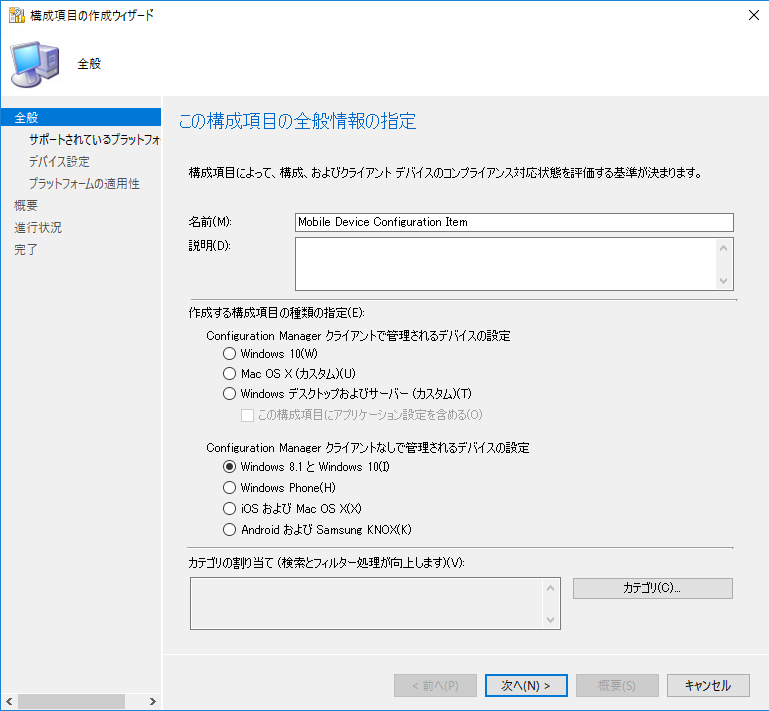 構成項目の作成ウィザード
全般
全般
サポートされているプラットフォ
デバイス設定
プラットフォームの適用性
概要
進行状況
完了
この構成項目の全般情報の指定
構成項目によって、構成、およびクライアント デバイスのコンプライアンス対応状態を評価する基準が決まります。
名前(M):
Mobile Device Configuration Item
説明(D):
作成する構成項目の種類の指定(E):
Configuration Manager クライアントで管理されるデバイスの設定
Windows 10(W)
Mac OS X (カスタム)(U)
Windows デスクトップおよびサーバー (カスタム)(T)
この構成項目にアプリケーション設定を含める(O)
Configuration Manager クライアントなしで管理されるデバイスの設定
Windows 8.1 と Windows 10(I)
Windows Phone(H)
iOS および Mac OS X(X)
Android および Samsung KNOX(K)
カテゴリの割り当て (検索とフィルター処理が向上します)(V):
カテゴリ(C)...
< 前へ(P)
次へ(N) >
概要(S)
キャンセル